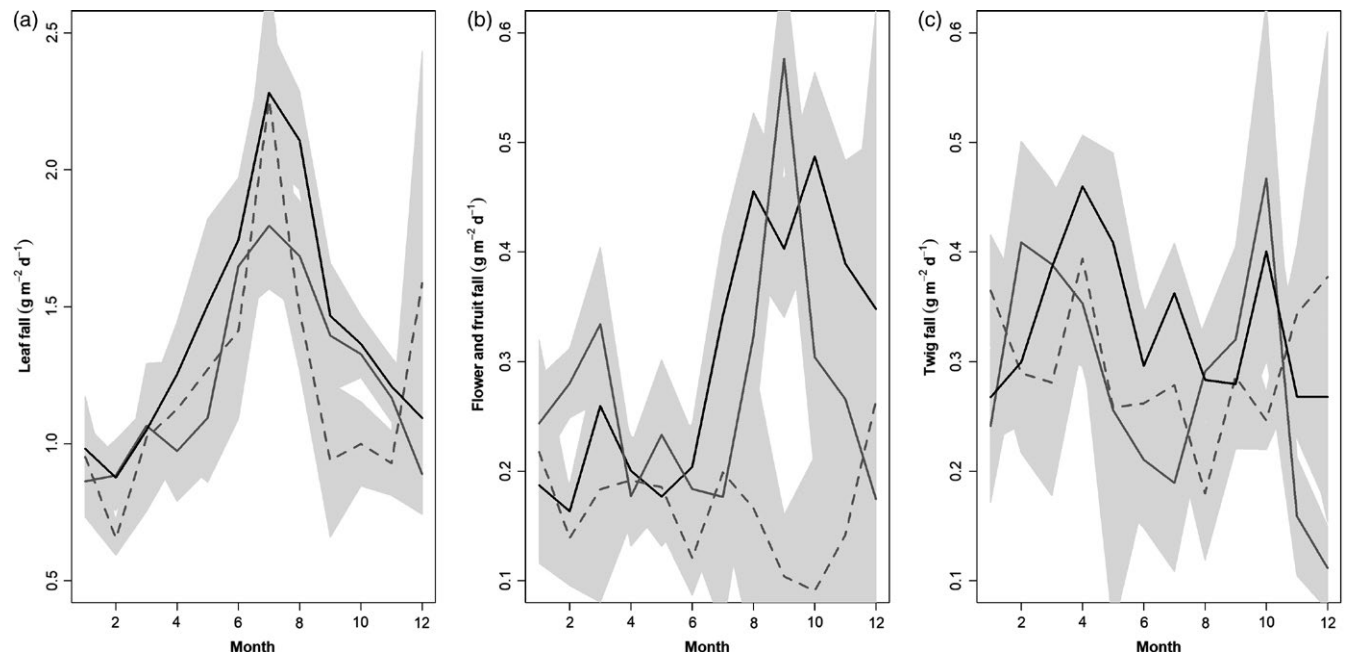 (a)
Leaf fall (g m⁻² d⁻¹)
2.5
2.0
1.5
1.0
0.5
2 4 6 8 10 12
Month
(b)
Flower and fruit fall (g m⁻² d⁻¹)
0.6
0.5
0.4
0.3
0.2
0.1
2 4 6 8 10 12
Month
(c)
Twig fall (g m⁻² d⁻¹)
0.6
0.5
0.4
0.3
0.2
0.1
2 4 6 8 10 12
Month